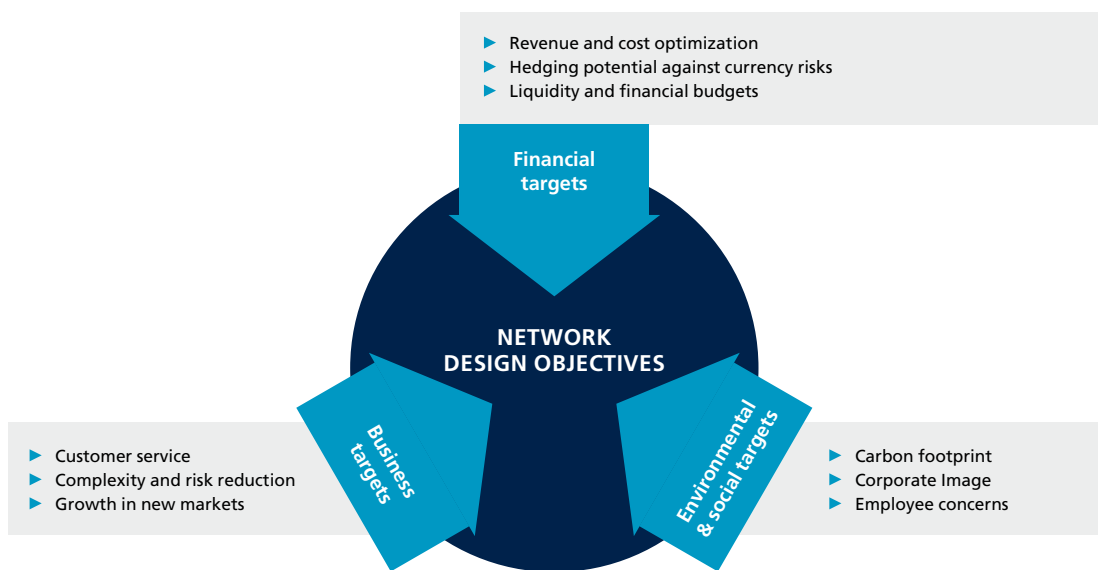 Revenue and cost optimization
Hedging potential against currency risks
Liquidity and financial budgets
Financial
targets
NETWORK
DESIGN OBJECTIVES
Business
targets
Customer service
Complexity and risk reduction
Growth in new markets
Environmental
& social targets
Carbon footprint
Corporate Image
Employee concerns